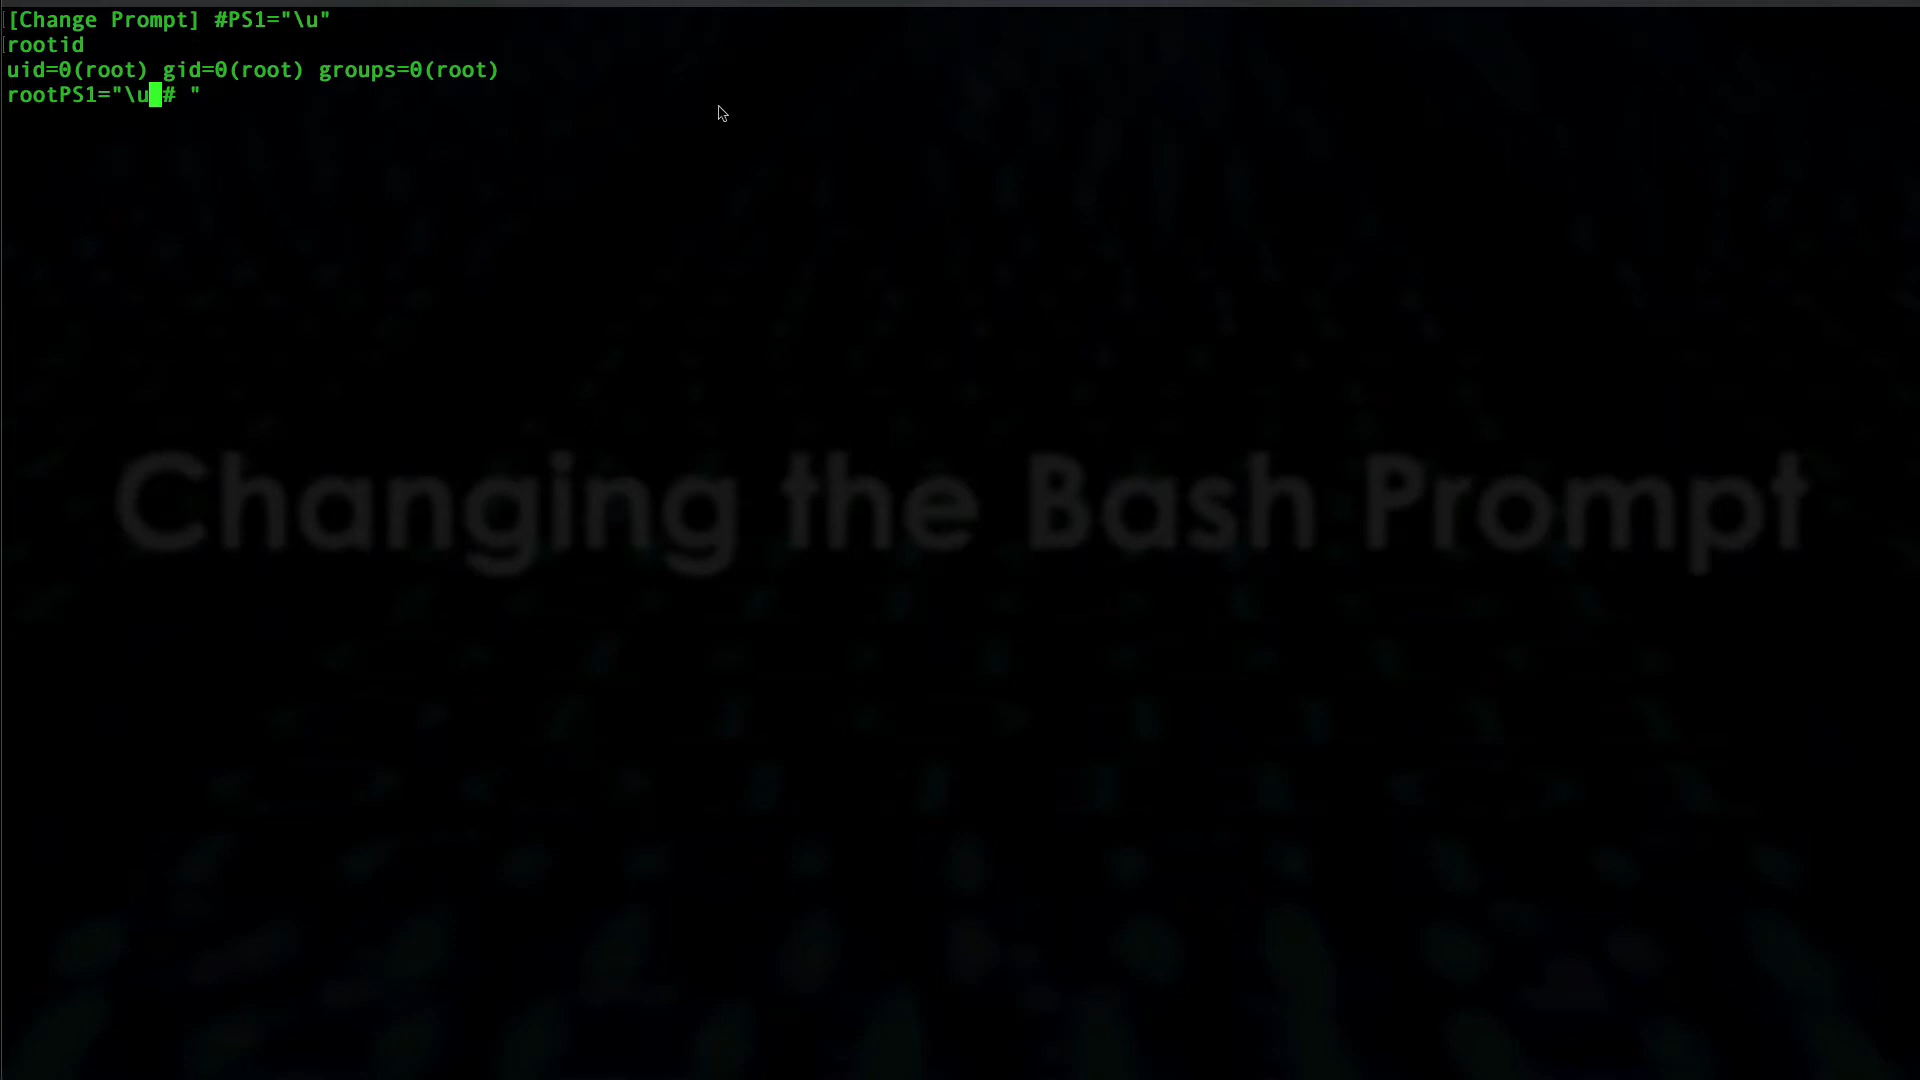 [Change Prompt] #PS1="\u"
rootid
uid=0(root) gid=0(root) groups=0(root)
rootPS1="\u # "
Changing the Bash Prompt